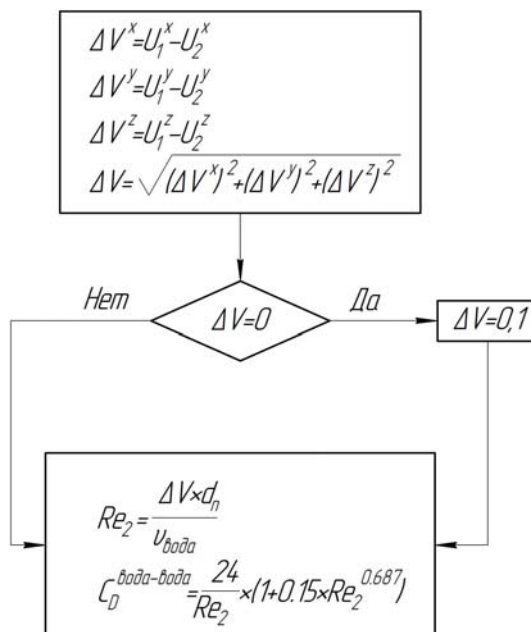 ΔV^x=U_1^x-U_2^x
ΔV^y=U_1^y-U_2^y
ΔV^z=U_1^z-U_2^z
ΔV=√((ΔV^x)^2+(ΔV^y)^2+(ΔV^z)^2)
Нет
ΔV=0
Да
ΔV=0,1
Re_2=(ΔV×d_п)/υ_вода
C_D^вода-вода=24/Re_2×(1+0.15×Re_2^0.687)